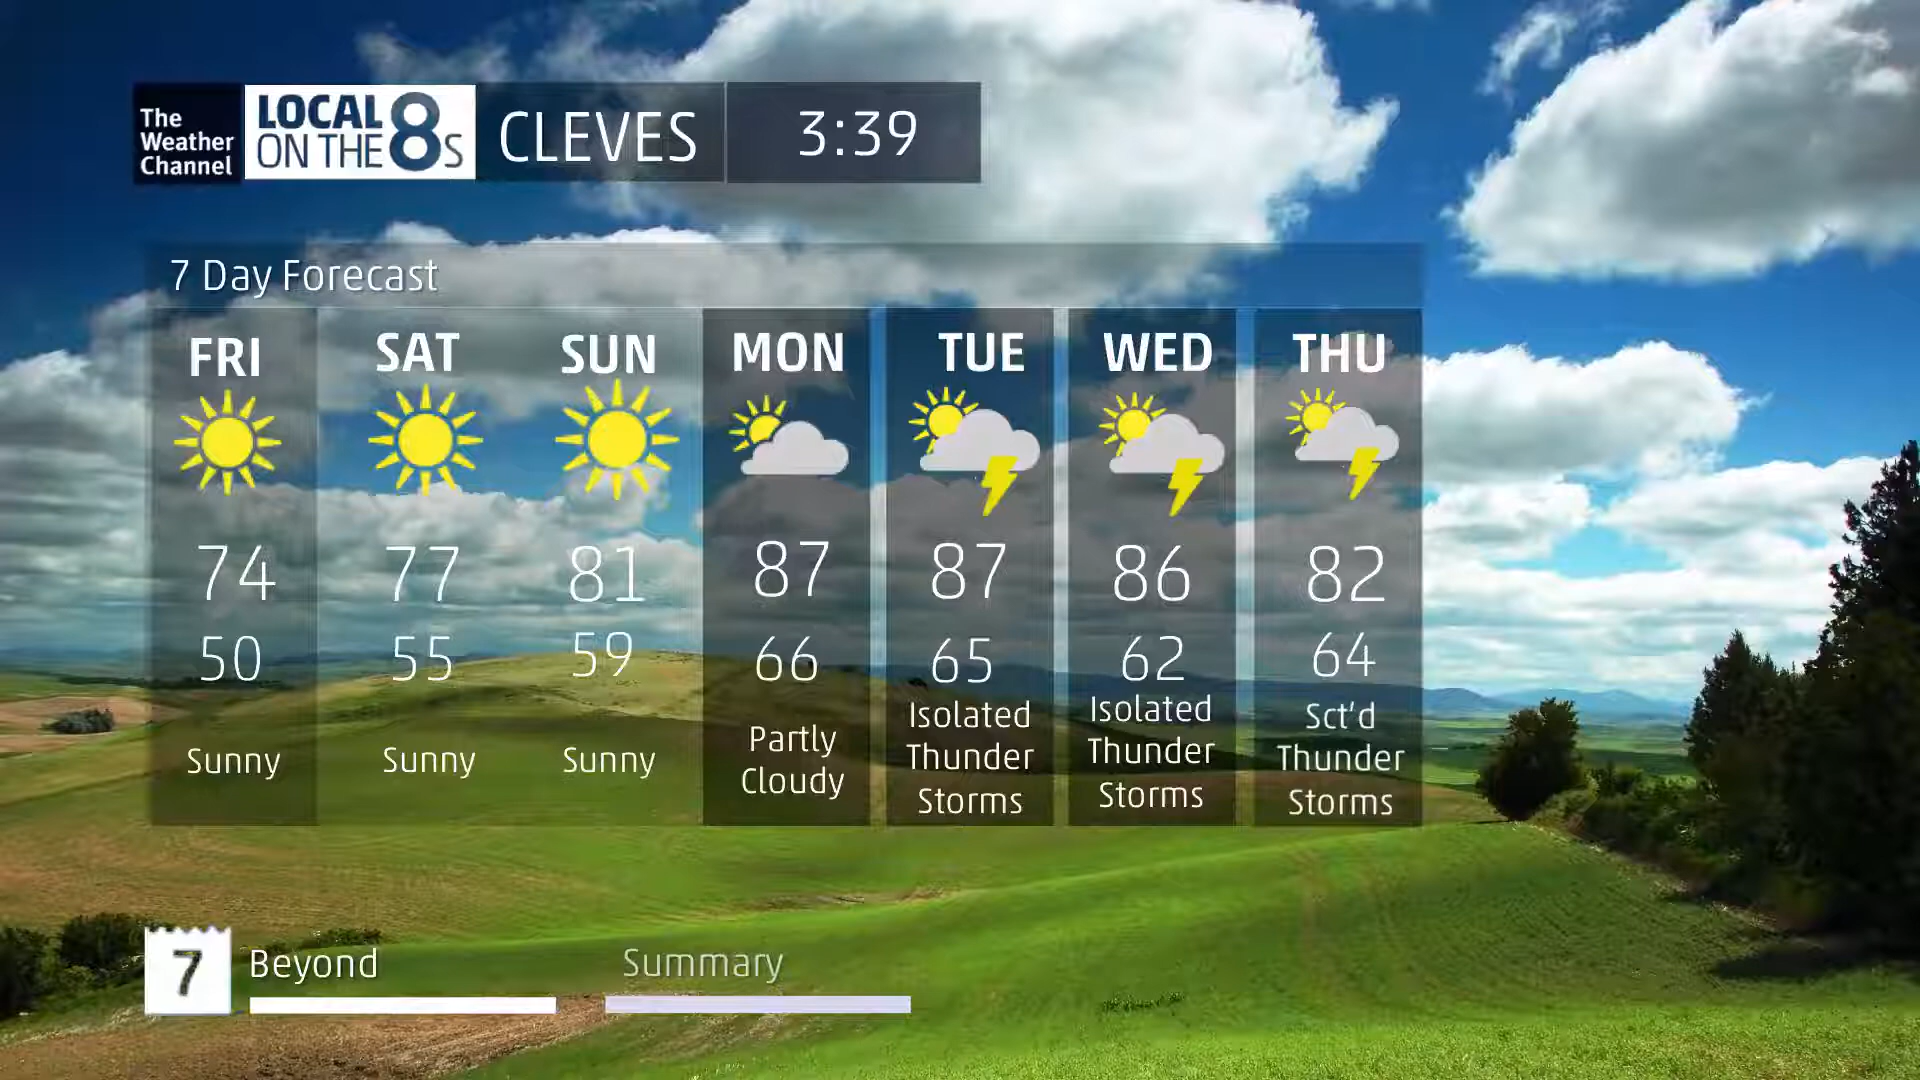 The
Weather
Channel
LOCAL
ON THE 8s
CLEVES
3:39
7 Day Forecast
FRI SAT SUN MON TUE WED THU
74 77 81 87 87 86 82
50 55 59 66 65 62 64
Sunny
Sunny
Sunny
Partly
Cloudy
Isolated
Thunder
Storms
Isolated
Thunder
Storms
Sct'd
Thunder
Storms
7
Beyond
Summary